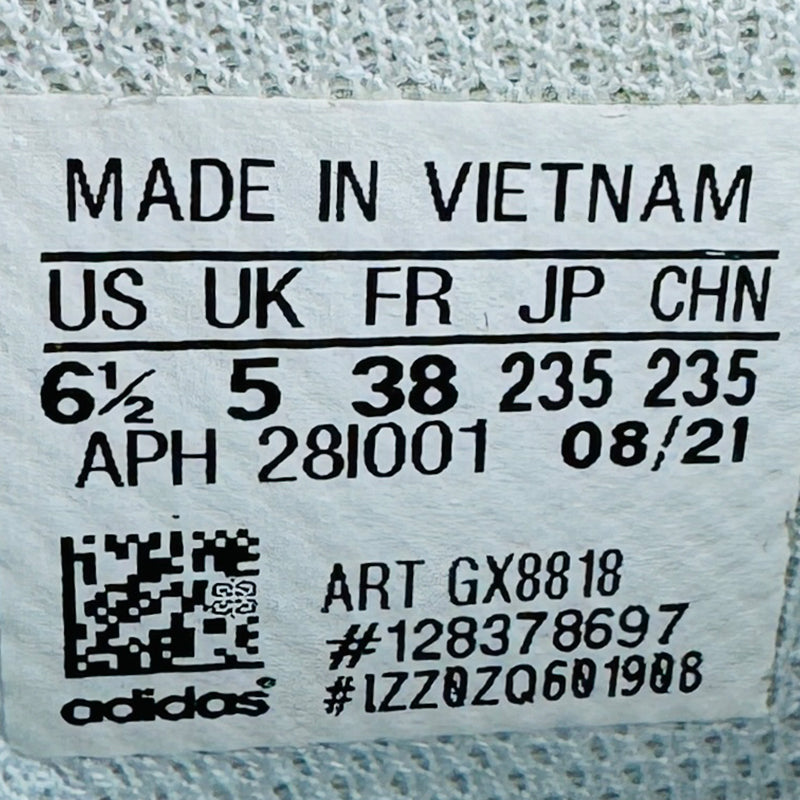 MADE IN VIETNAM
US UK FR JP CHN
6½ 5 38 235 235
APH 28I001 08/21
ART GX8818
#128378697
#1ZZ0ZQ601908
adidas